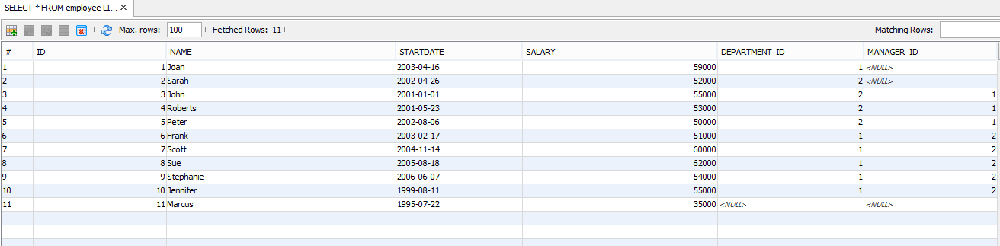 SELECT * FROM employee LI... ×
Max. rows: 100 Fetched Rows: 11 Matching Rows:
# ID NAME STARTDATE SALARY DEPARTMENT_ID MANAGER_ID
1 1 Joan 2003-04-16 59000 1 <NULL>
2 2 Sarah 2002-04-26 52000 2 <NULL>
3 3 John 2001-01-01 55000 2 1
4 4 Roberts 2001-05-23 53000 2 1
5 5 Peter 2002-08-06 50000 2 1
6 6 Frank 2003-02-17 51000 1 2
7 7 Scott 2004-11-14 60000 1 2
8 8 Sue 2005-08-18 62000 1 2
9 9 Stephanie 2006-06-07 54000 1 2
10 10 Jennifer 1999-08-11 55000 1 2
11 11 Marcus 1995-07-22 35000 <NULL> <NULL>